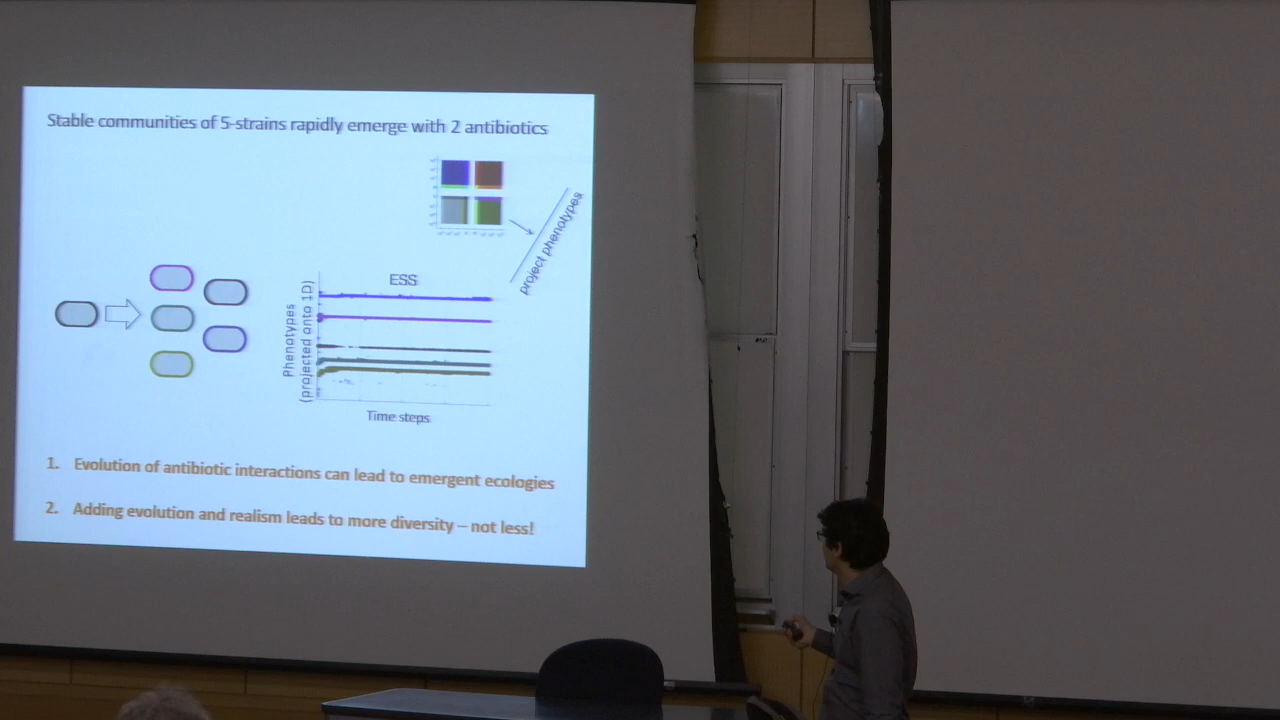 Stable communities of 5-strains rapidly emerge with 2 antibiotics
project phenotypes
ESS
Phenotypes
(projected onto 1D)
Time steps
1. Evolution of antibiotic interactions can lead to emergent ecologies
2. Adding evolution and realism leads to more diversity – not less!